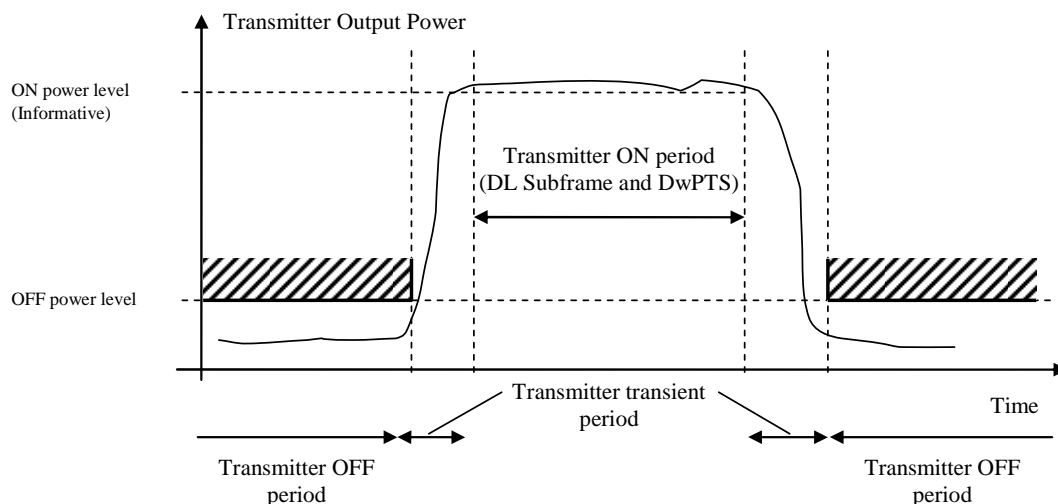 Transmitter Output Power
ON power level
(Informative)
Transmitter ON period
(DL Subframe and DwPTS)
OFF power level
Transmitter transient
period
Time
Transmitter OFF
period
Transmitter OFF
period